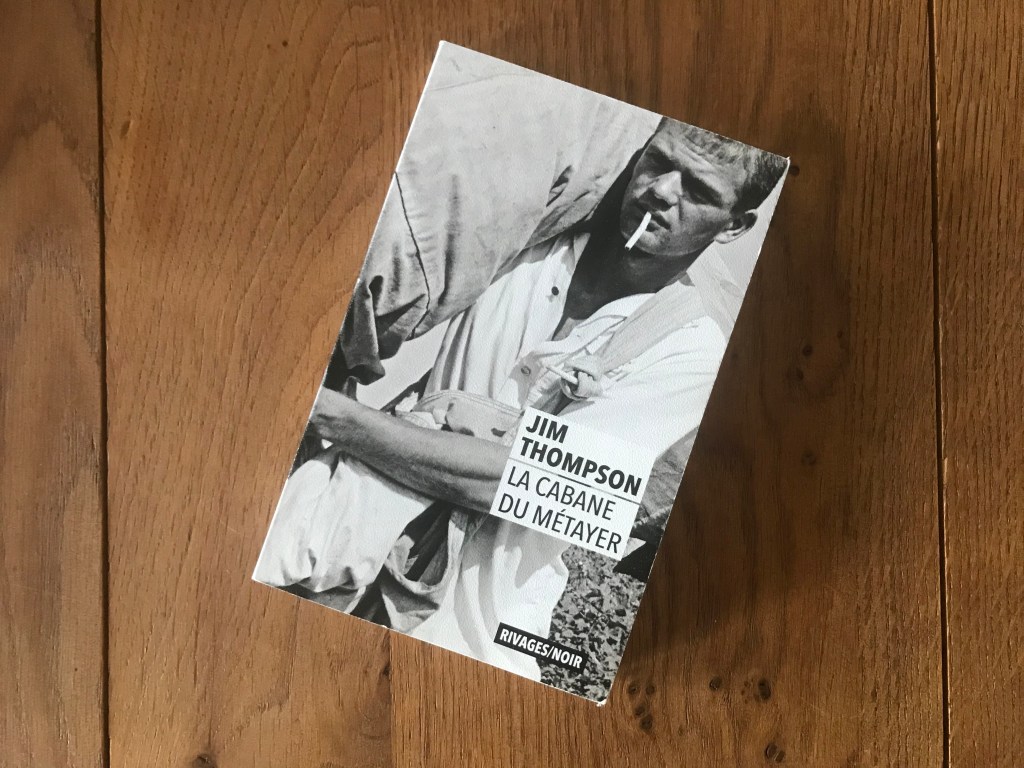 JIM
THOMPSON
LA CABANE
DU MÉTAYER
RIVAGES/NOIR